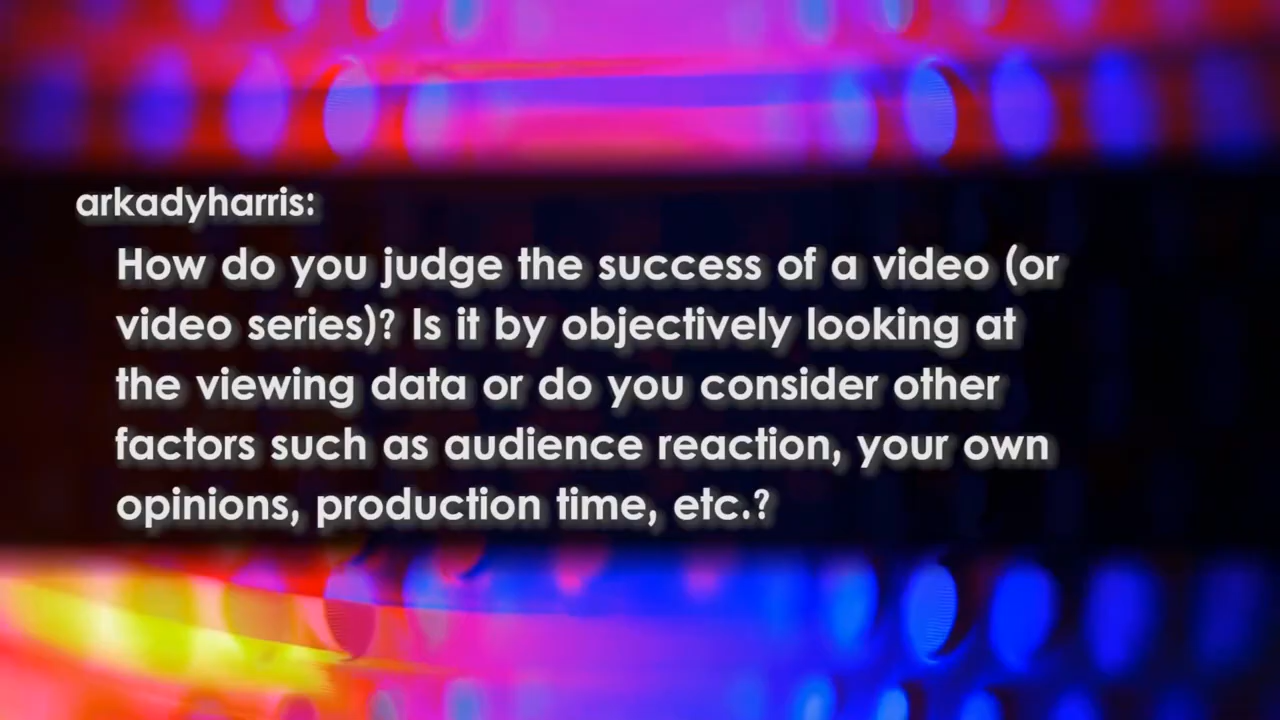 arkadyharris:
How do you judge the success of a video (or
video series)? Is it by objectively looking at
the viewing data or do you consider other
factors such as audience reaction, your own
opinions, production time, etc.?